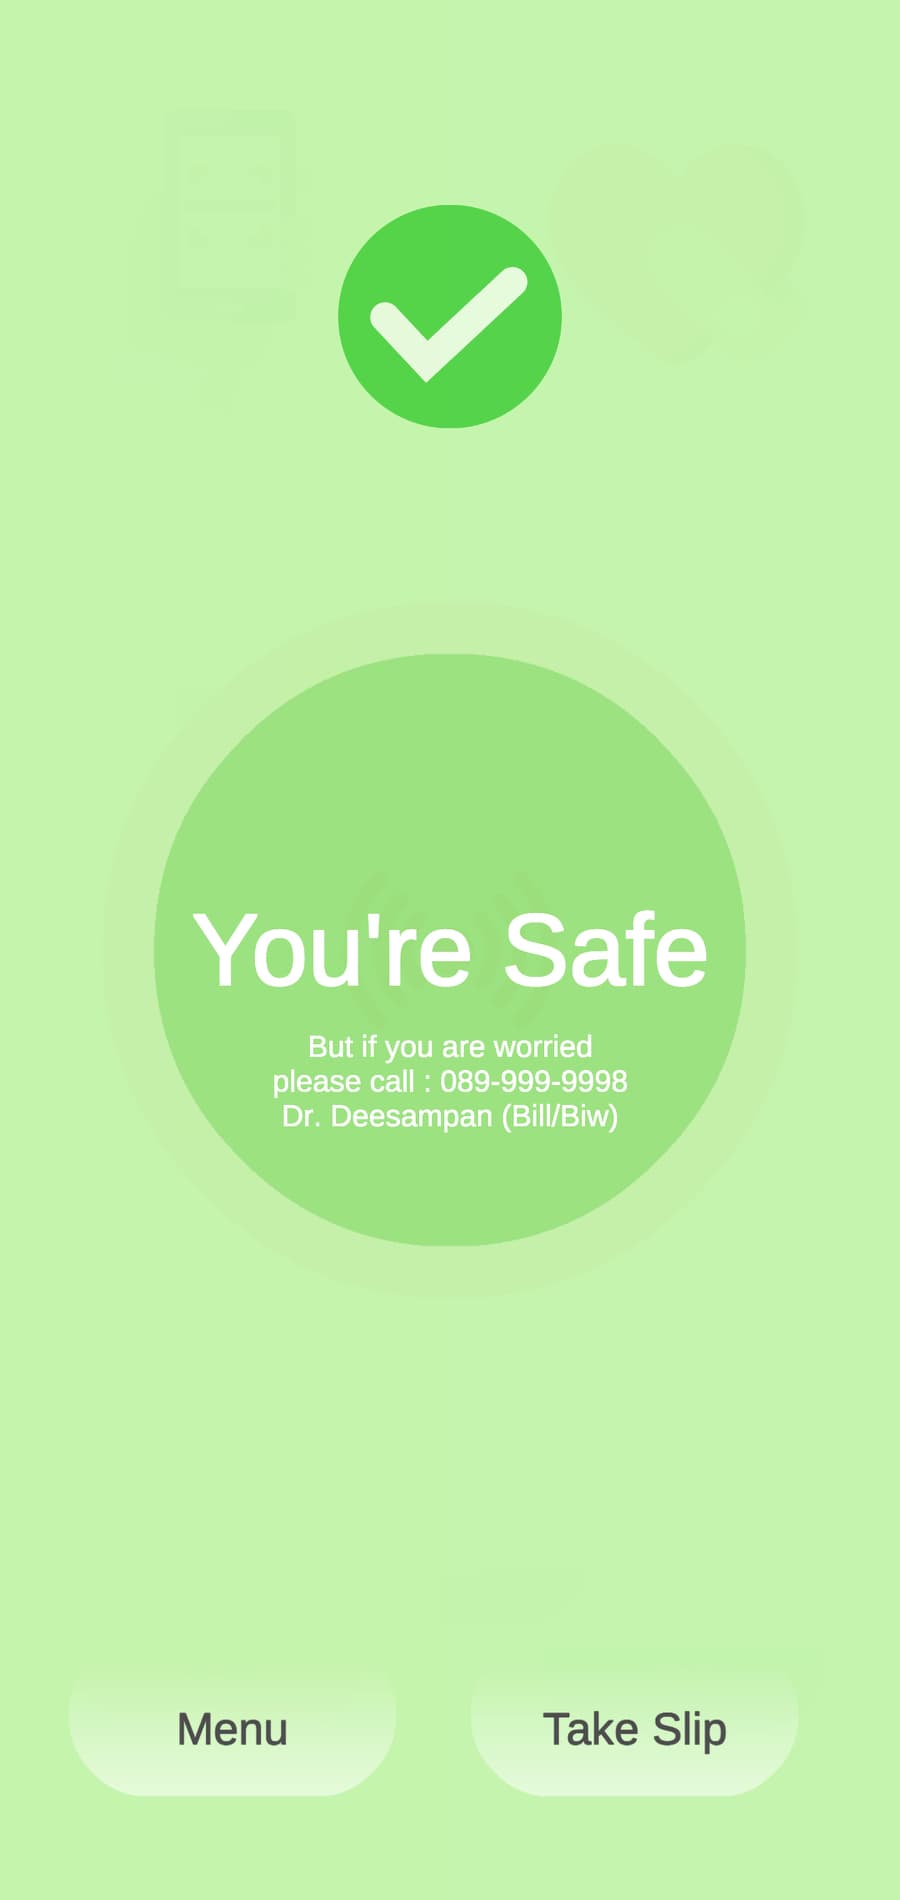 You're Safe
But if you are worried
please call : 089-999-9998
Dr. Deesampan (Bill/Biw)
Menu
Take Slip